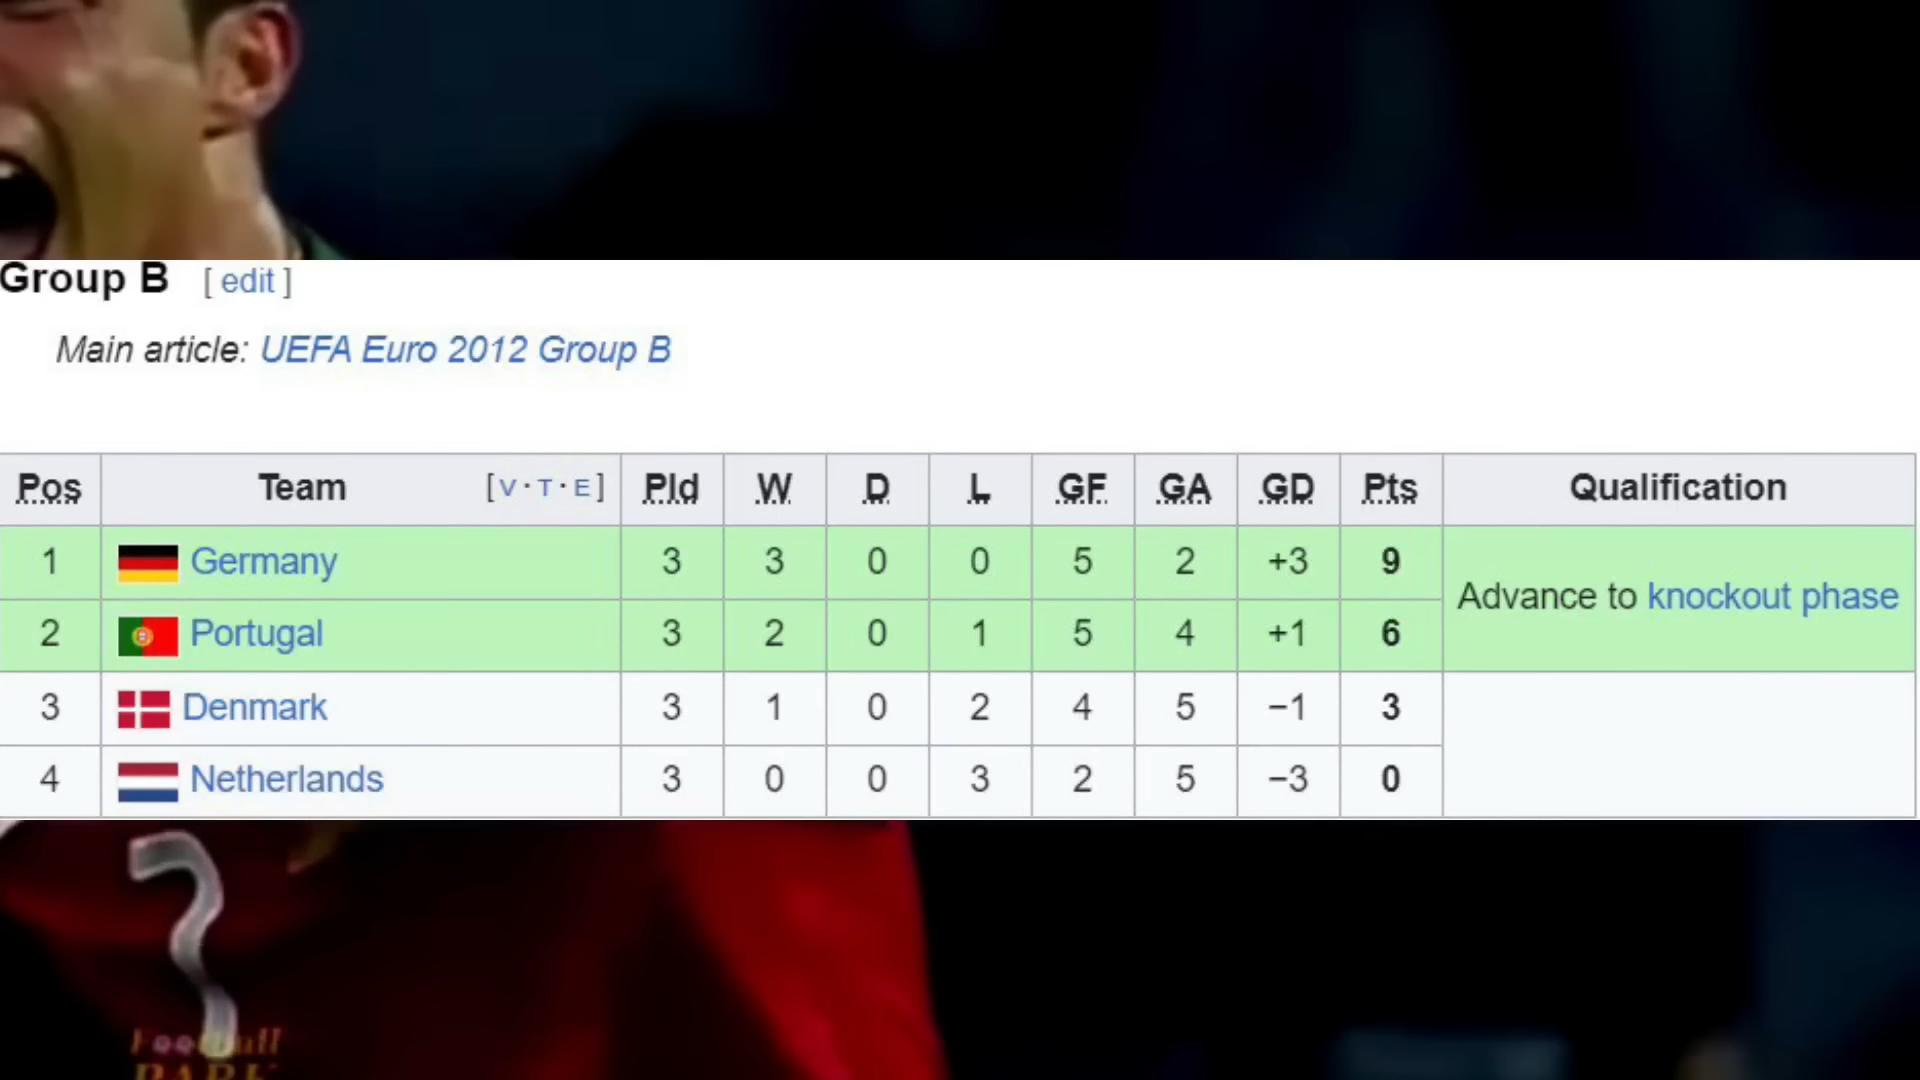 Group B [ edit ]
Main article: UEFA Euro 2012 Group B
Pos Team [V·T·E] Pld W D L GF GA GD Pts Qualification
1 Germany 3 3 0 0 5 2 +3 9 Advance to knockout phase
2 Portugal 3 2 0 1 5 4 +1 6
3 Denmark 3 1 0 2 4 5 −1 3
4 Netherlands 3 0 0 3 2 5 −3 0
7
Football
PARK